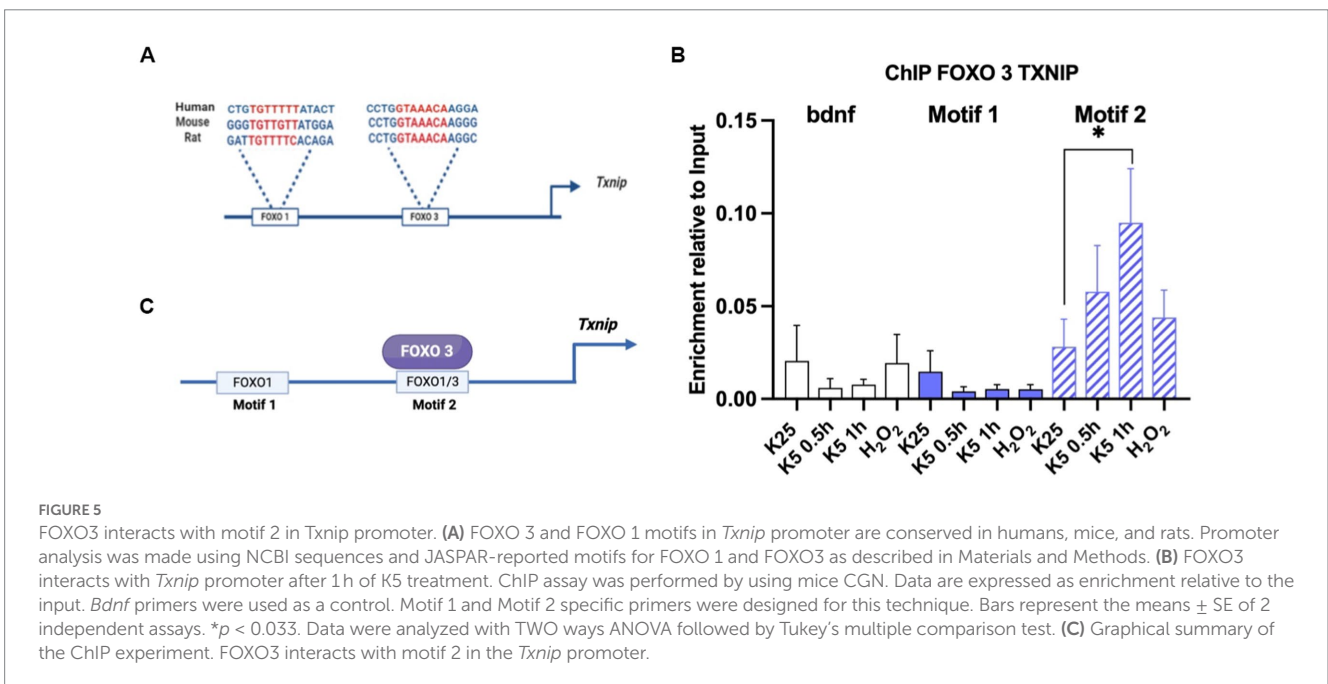 A
Human CTGTGTTTTTATACT CCTGGTAAACAAGGA
Mouse GGGTGTTGTTATGGA CCTGGTAAACAAGGG
Rat GATTGTTTTCACAGA CCTGGTAAACAAGGC
FOXO 1 FOXO 3 Txnip
C
Txnip
FOXO 3
FOXO1 FOXO1/3
Motif 1 Motif 2
B
ChIP FOXO 3 TXNIP
bdnf Motif 1 Motif 2
*
Enrichment relative to Input
0.15
0.10
0.05
0.00
K25 K5 0.5h K5 1h H₂O₂ K25 K5 0.5h K5 1h H₂O₂ K25 K5 0.5h K5 1h H₂O₂
FIGURE 5
FOXO3 interacts with motif 2 in Txnip promoter. (A) FOXO 3 and FOXO 1 motifs in Txnip promoter are conserved in humans, mice, and rats. Promoter
analysis was made using NCBI sequences and JASPAR-reported motifs for FOXO 1 and FOXO3 as described in Materials and Methods. (B) FOXO3
interacts with Txnip promoter after 1 h of K5 treatment. ChIP assay was performed by using mice CGN. Data are expressed as enrichment relative to the
input. Bdnf primers were used as a control. Motif 1 and Motif 2 specific primers were designed for this technique. Bars represent the means ± SE of 2
independent assays. *p < 0.033. Data were analyzed with TWO ways ANOVA followed by Tukey's multiple comparison test. (C) Graphical summary of
the ChIP experiment. FOXO3 interacts with motif 2 in the Txnip promoter.